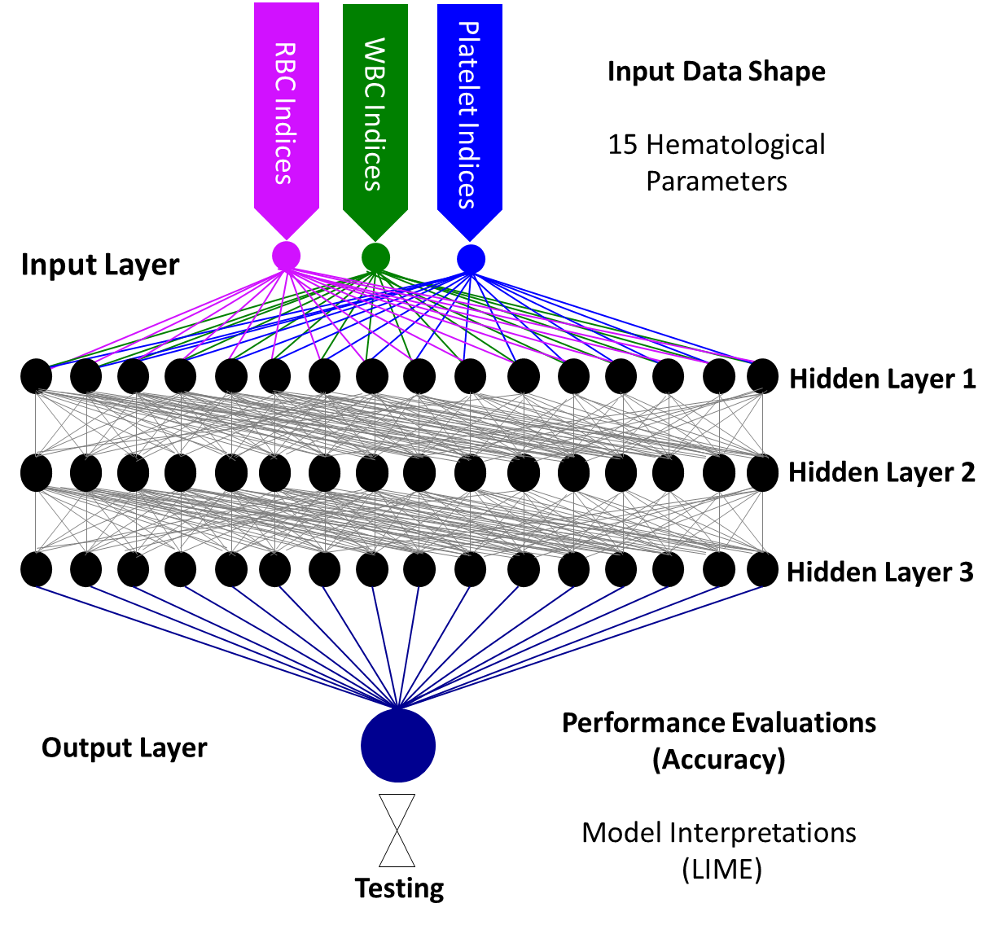 RBC Indices
WBC Indices
Platelet Indices
Input Data Shape
15 Hematological
Parameters
Input Layer
Hidden Layer 1
Hidden Layer 2
Hidden Layer 3
Output Layer
Performance Evaluations
(Accuracy)
Model Interpretations
(LIME)
Testing